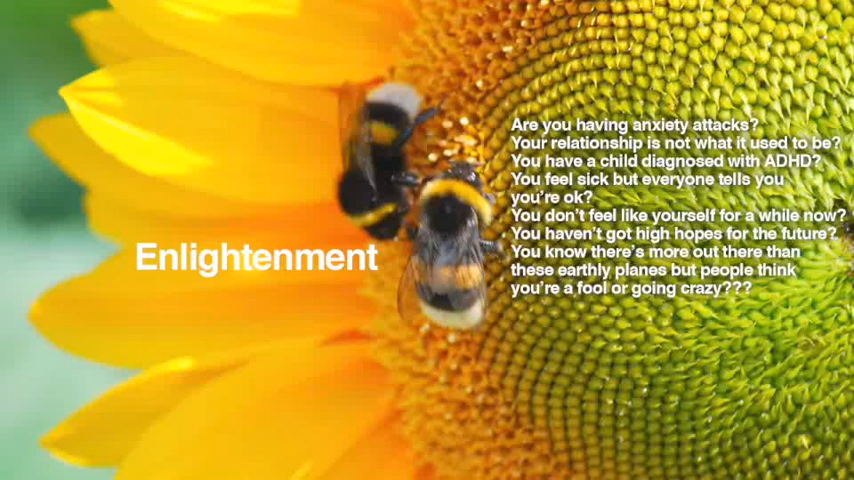 Enlightenment
Are you having anxiety attacks?
Your relationship is not what it used to be?
You have a child diagnosed with ADHD?
You feel sick but everyone tells you
you're ok?
You don't feel like yourself for a while now?
You haven't got high hopes for the future?
You know there's more out there than
these earthly planes but people think
you're a fool or going crazy???